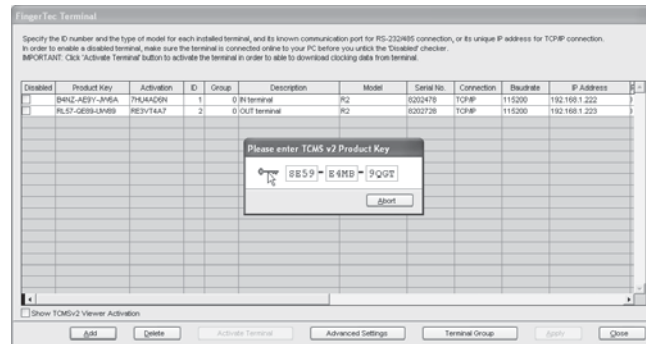 FingerTec Terminal
Specify the ID number and the type of model for each installed terminal, and its known communication port for RS-232/485 connection, or its unique IP address for TCP/IP connection.
In order to enable a disabled terminal, make sure the terminal is connected online to your PC before you untick the 'Disabled' checker.
IMPORTANT: Click 'Activate Terminal' button to activate the terminal in order to able to download clocking data from terminal.
Disabled Product Key Activation ID Group Description Model Serial No. Connection Baudrate IP Address
7HU4AD6N 1 0 IN terminal R2 8202478 TCP/IP 115200 192.168.1.222
RE3VT4A7 2 0 OUT terminal R2 8202728 TCP/IP 115200 192.168.1.223
Please enter TCMS v2 Product Key
8E59 - E4MB - 9QGT
Abort
Show TCMSv2 Viewer Activation
Add Delete Activate Terminal Advanced Settings Terminal Group Apply Close